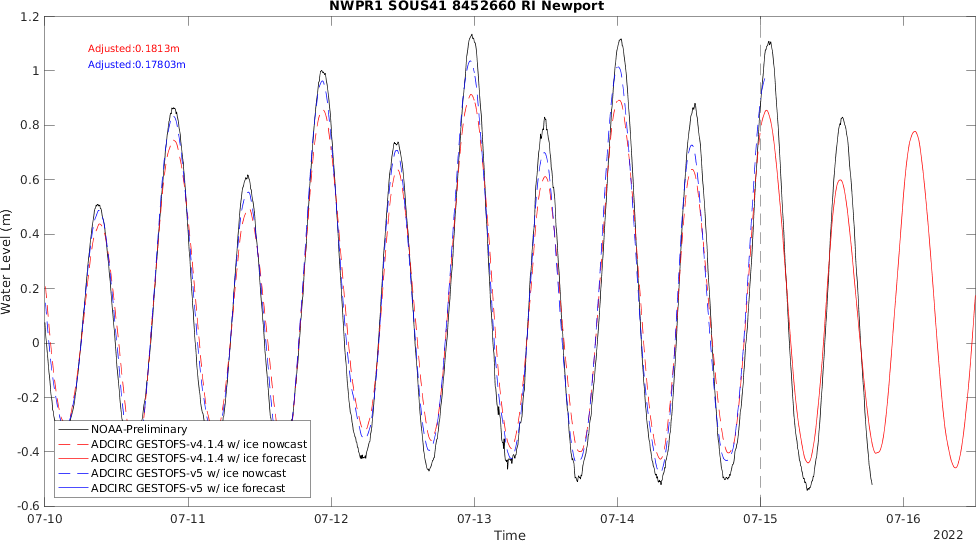 NWPR1 SOUS41 8452660 RI Newport
1.2
1
0.8
0.6
0.4
0.2
0
-0.2
-0.4
-0.6
Water Level (m)
Adjusted:0.1813m
Adjusted:0.17803m
NOAA-Preliminary
ADCIRC GESTOFS-v4.1.4 w/ ice nowcast
ADCIRC GESTOFS-v4.1.4 w/ ice forecast
ADCIRC GESTOFS-v5 w/ ice nowcast
ADCIRC GESTOFS-v5 w/ ice forecast
07-10 07-11 07-12 07-13 07-14 07-15 07-16
Time
2022